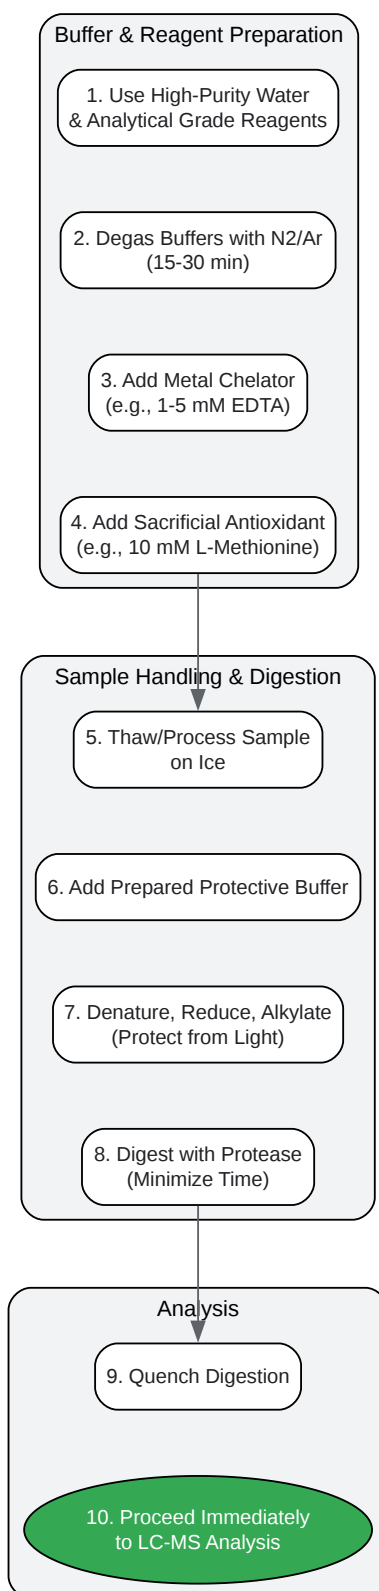 Buffer & Reagent Preparation
1. Use High-Purity Water
& Analytical Grade Reagents
2. Degas Buffers with N2/Ar
(15-30 min)
3. Add Metal Chelator
(e.g., 1-5 mM EDTA)
4. Add Sacrificial Antioxidant
(e.g., 10 mM L-Methionine)
Sample Handling & Digestion
5. Thaw/Process Sample
on Ice
6. Add Prepared Protective Buffer
7. Denature, Reduce, Alkylate
(Protect from Light)
8. Digest with Protease
(Minimize Time)
Analysis
9. Quench Digestion
10. Proceed Immediately
to LC-MS Analysis